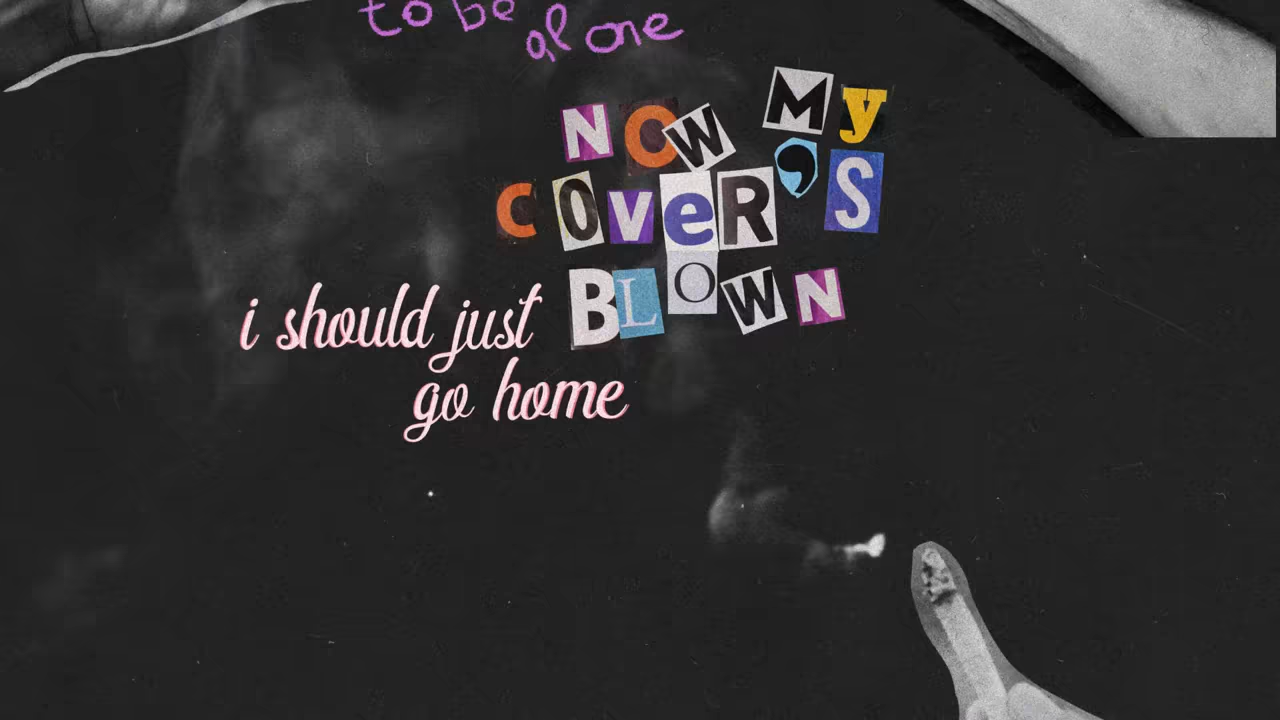 to be
alone
NOW My
COVeR'S
BLOWN
i should just
go home